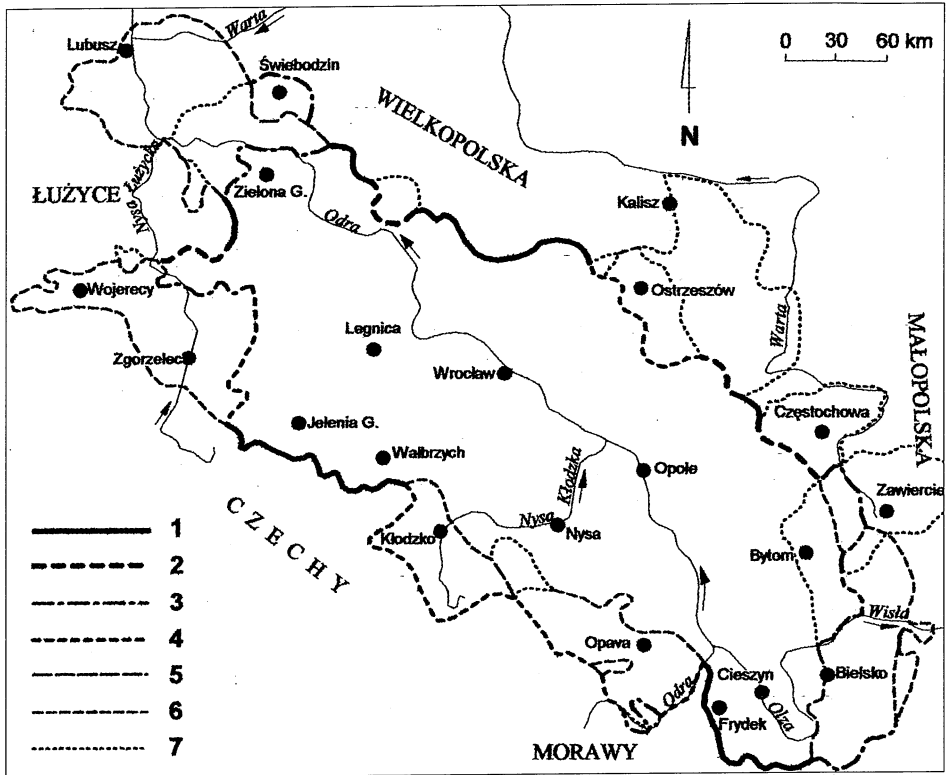 Warta
Lubusz
Świebodzin
0 30 60 km
N
WIELKOPOLSKA
ŁUŻYCE
Nysa Łużycka
Zielona G.
Odra
Kalisz
Wojerecy
Ostrzeszów
Warta
Legnica
Zgorzelec
Wrocław
MAŁOPOLSKA
Częstochowa
Jelenia G.
Wałbrzych
Opole
Zawiercie
CZECHY
Nysa Kłodzka
Kłodzko
Nysa
Bytom
Wisła
Opava
Cieszyn
Bielsko
Odra
Olza
Frydek
MORAWY
1
2
3
4
5
6
7